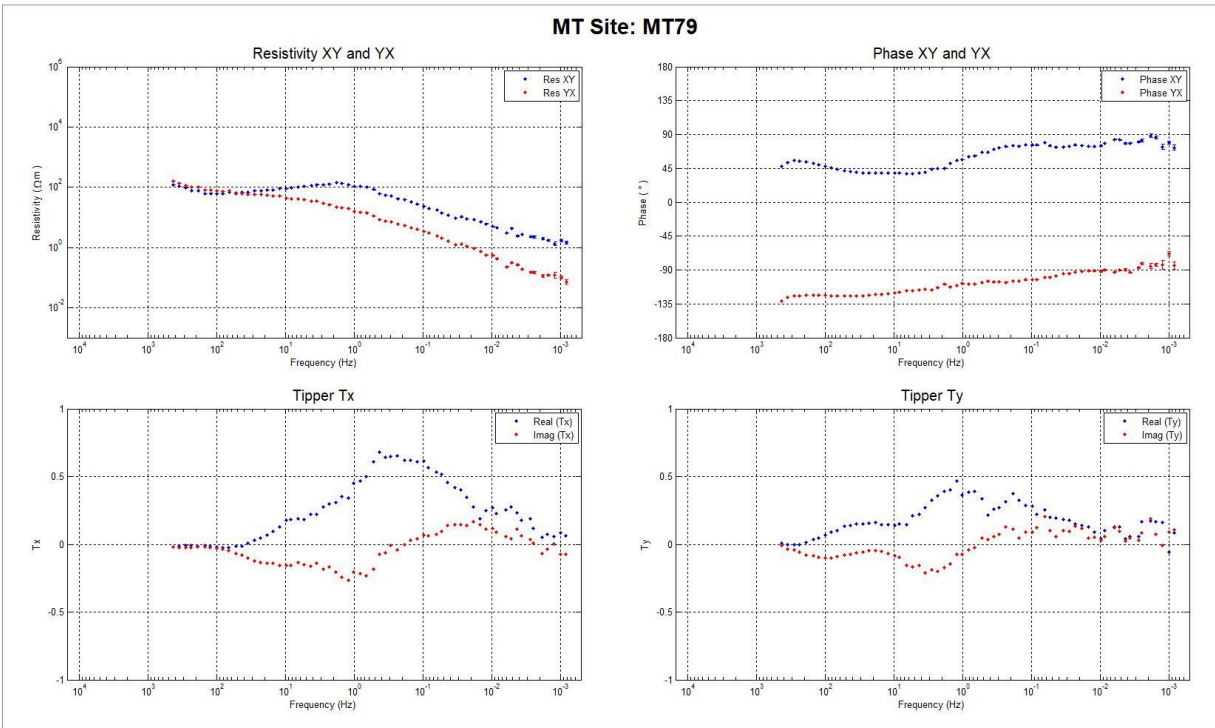 MT Site: MT79
Resistivity XY and YX
Resistivity (Ωm)
10^6
10^4
10^2
10^0
10^-2
Res XY
Res YX
10^4 10^3 10^2 10^1 10^0 10^-1 10^-2 10^-3
Frequency (Hz)
Phase XY and YX
Phase (°)
180
135
90
45
0
-45
-90
-135
-180
Phase XY
Phase YX
10^4 10^3 10^2 10^1 10^0 10^-1 10^-2 10^-3
Frequency (Hz)
Tipper Tx
Tx
1
0.5
0
-0.5
-1
Real (Tx)
Imag (Tx)
10^4 10^3 10^2 10^1 10^0 10^-1 10^-2 10^-3
Frequency (Hz)
Tipper Ty
Ty
1
0.5
0
-0.5
-1
Real (Ty)
Imag (Ty)
10^4 10^3 10^2 10^1 10^0 10^-1 10^-2 10^-3
Frequency (Hz)